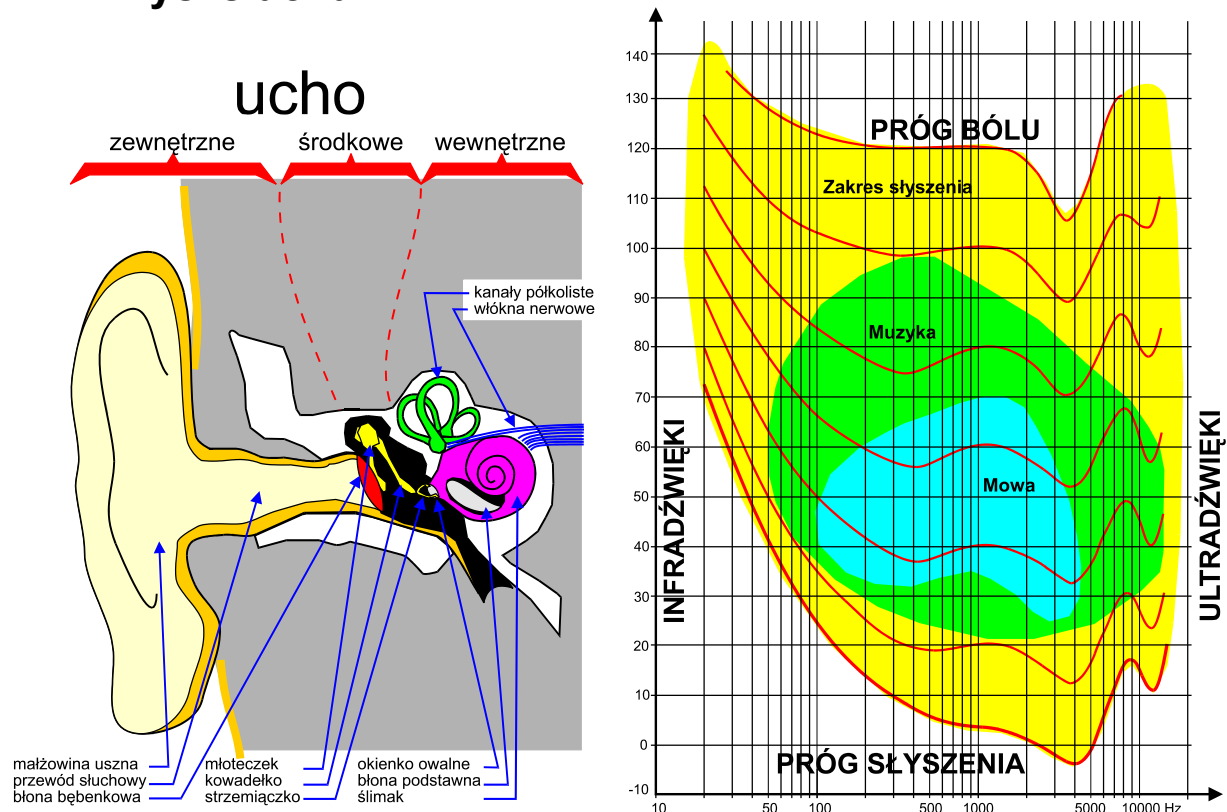 ucho
zewnętrzne
środkowe
wewnętrzne
kanały półkoliste
włókna nerwowe
małżowina uszna
przewód słuchowy
błona bębenkowa
młoteczek
kowadełko
strzemiączko
okienko owalne
błona podstawna
ślimak
140
130
120
110
100
90
80
70
60
50
40
30
20
10
0
-10
PRÓG BÓLU
Zakres słyszenia
Muzyka
Mowa
INFRADŹWIĘKI
ULTRADŹWIĘKI
PRÓG SŁYSZENIA
10 50 100 500 1000 5000 10000 Hz